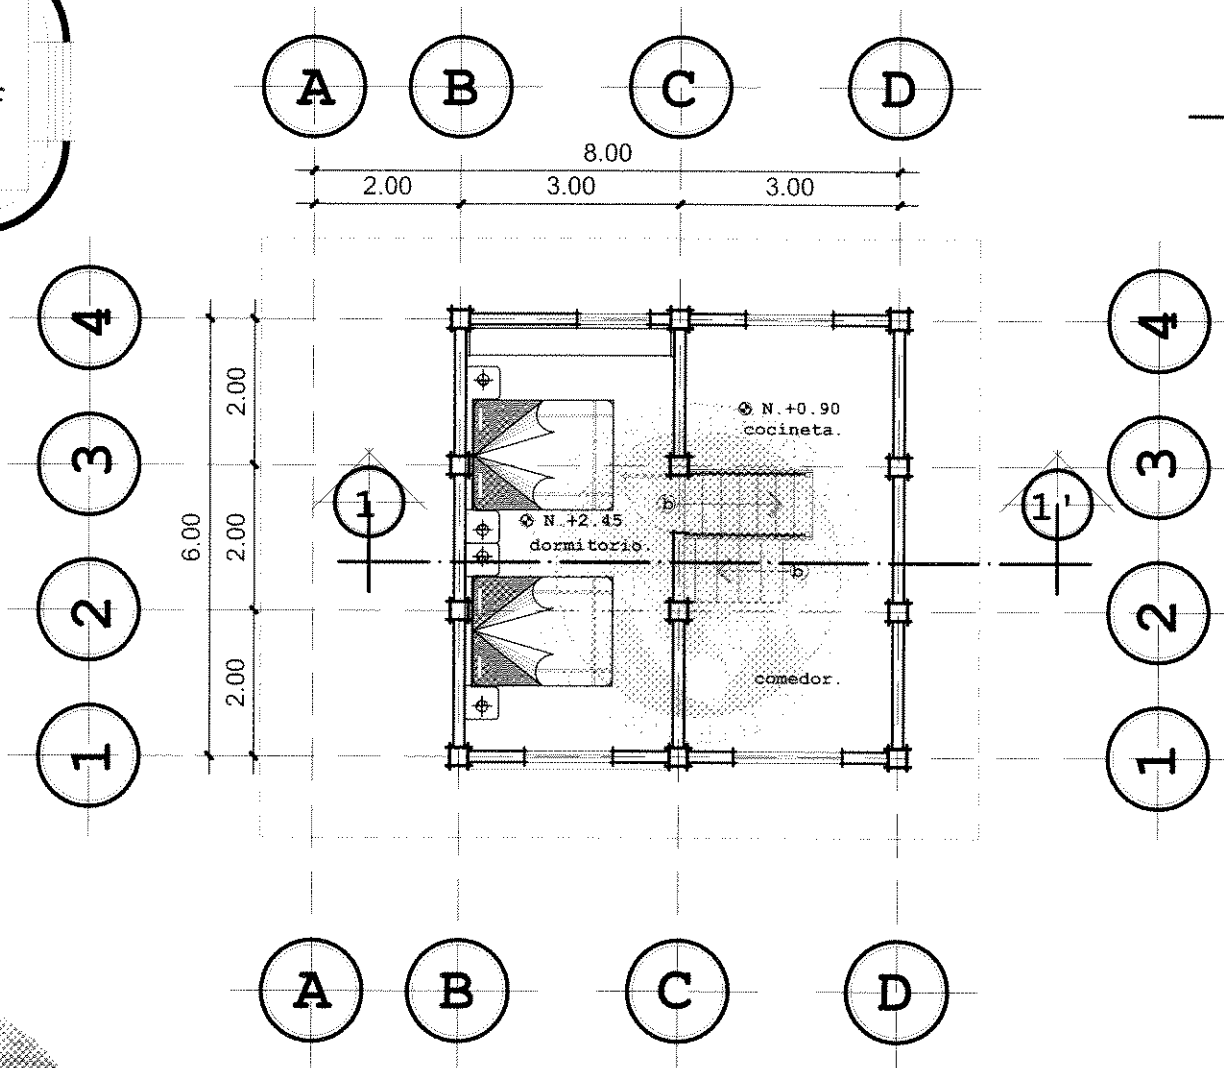 A B C D
8.00
2.00 3.00 3.00
4 4
2.00
N.+0.90
cocineta.
3 3
1 1'
b
N.+2.45
6.00 2.00
dormitorio.
b
2 2
2.00
comedor.
1 1
A B C D